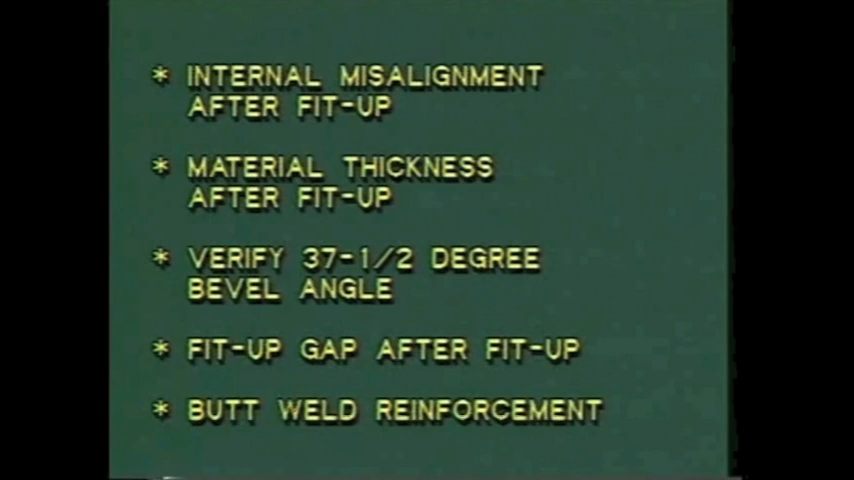 * INTERNAL MISALIGNMENT
AFTER FIT-UP
* MATERIAL THICKNESS
AFTER FIT-UP
* VERIFY 37-1/2 DEGREE
BEVEL ANGLE
* FIT-UP GAP AFTER FIT-UP
* BUTT WELD REINFORCEMENT